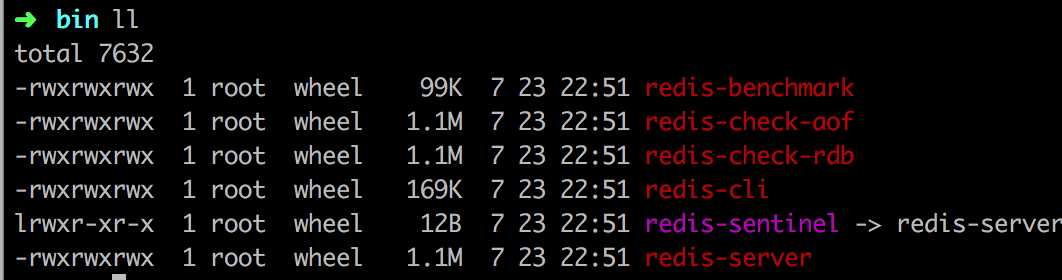 ➜ bin ll
total 7632
-rwxrwxrwx 1 root wheel 99K 7 23 22:51 redis-benchmark
-rwxrwxrwx 1 root wheel 1.1M 7 23 22:51 redis-check-aof
-rwxrwxrwx 1 root wheel 1.1M 7 23 22:51 redis-check-rdb
-rwxrwxrwx 1 root wheel 169K 7 23 22:51 redis-cli
lrwxr-xr-x 1 root wheel 12B 7 23 22:51 redis-sentinel -> redis-server
-rwxrwxrwx 1 root wheel 1.1M 7 23 22:51 redis-server